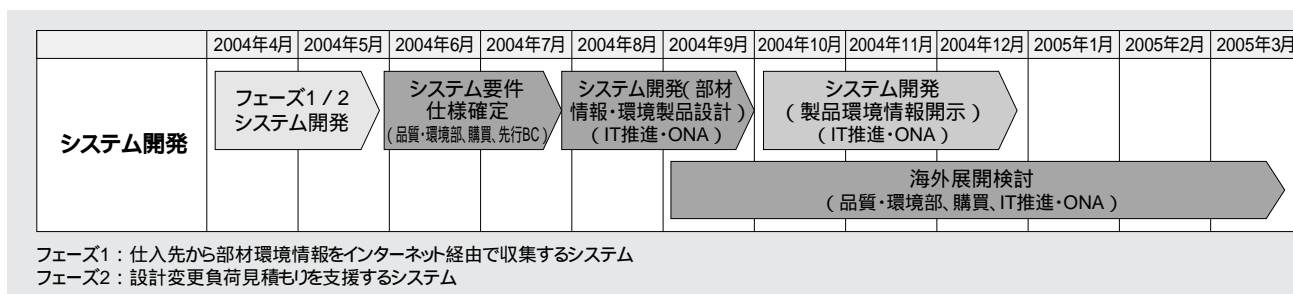 2004年4月 2004年5月 2004年6月 2004年7月 2004年8月 2004年9月 2004年10月 2004年11月 2004年12月 2005年1月 2005年2月 2005年3月
システム開発
フェーズ1 / 2
システム開発
システム要件
仕様確定
(品質・環境部、購買、先行BC)
システム開発(部材
情報・環境製品設計)
(IT推進・ONA)
システム開発
(製品環境情報開示)
(IT推進・ONA)
海外展開検討
(品質・環境部、購買、IT推進・ONA)
フェーズ1：仕入先から部材環境情報をインターネット経由で収集するシステム
フェーズ2：設計変更負荷見積もりを支援するシステム